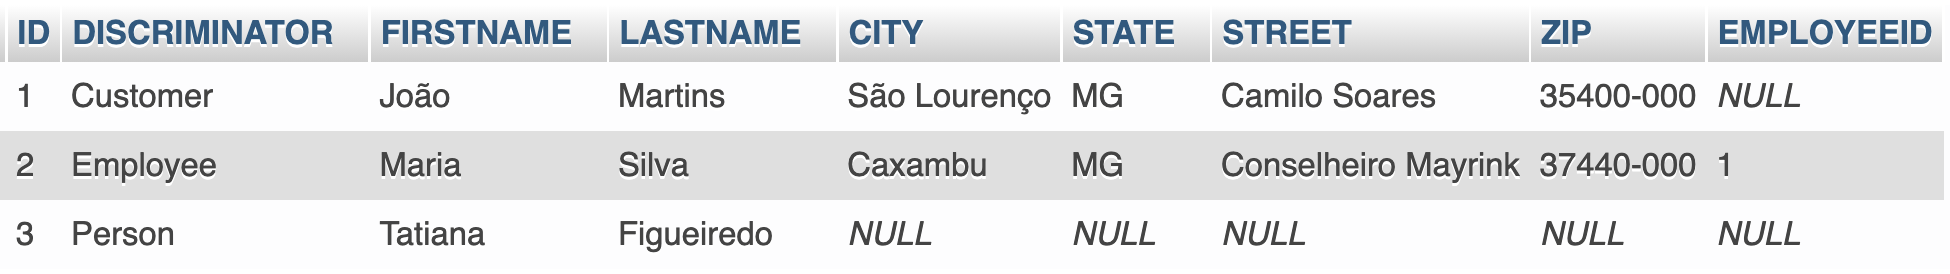 ID DISCRIMINATOR FIRSTNAME LASTNAME CITY STATE STREET ZIP EMPLOYEEID
1 Customer João Martins São Lourenço MG Camilo Soares 35400-000 NULL
2 Employee Maria Silva Caxambu MG Conselheiro Mayrink 37440-000 1
3 Person Tatiana Figueiredo NULL NULL NULL NULL NULL